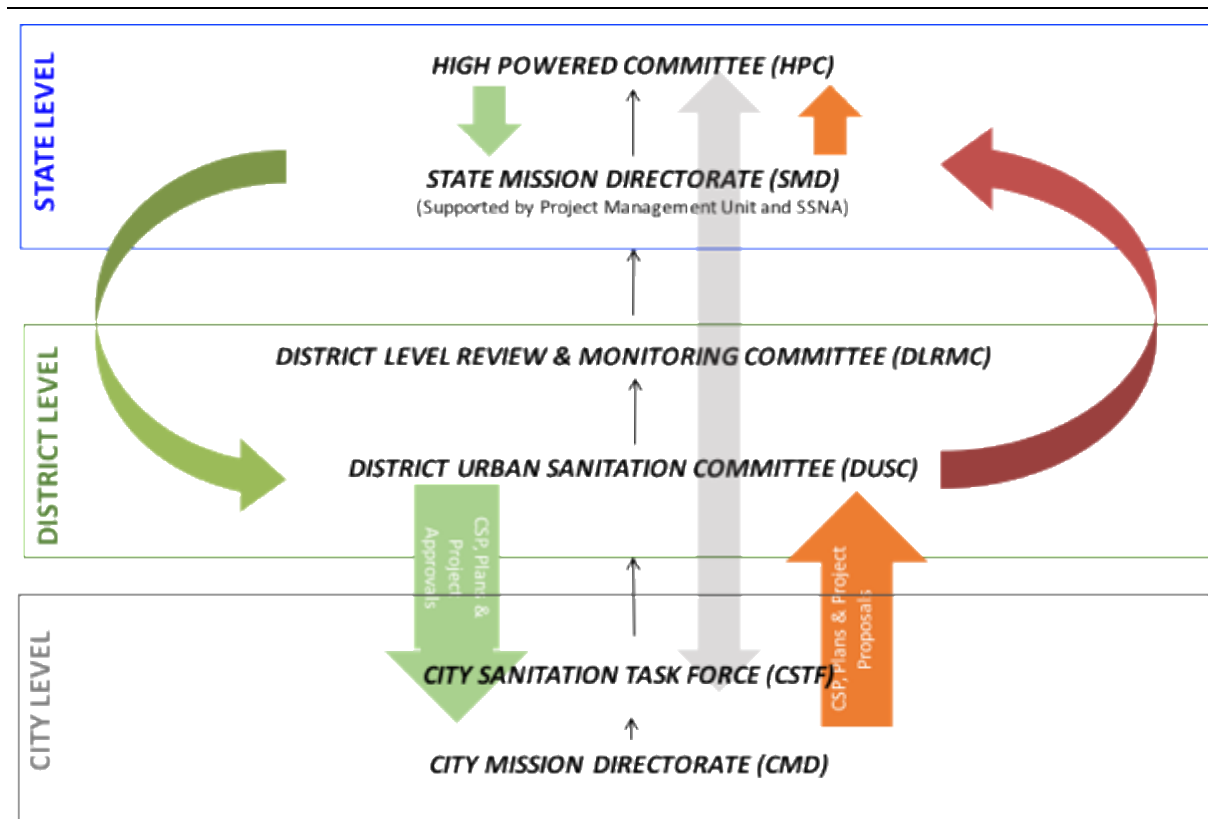 STATE LEVEL
HIGH POWERED COMMITTEE (HPC)
STATE MISSION DIRECTORATE (SMD)
(Supported by Project Management Unit and SSNA)
DISTRICT LEVEL
DISTRICT LEVEL REVIEW & MONITORING COMMITTEE (DLRMC)
DISTRICT URBAN SANITATION COMMITTEE (DUSC)
CSP, Plans &
Project
Approvals
CSP, Plans & Project
Proposals
CITY LEVEL
CITY SANITATION TASK FORCE (CSTF)
CITY MISSION DIRECTORATE (CMD)